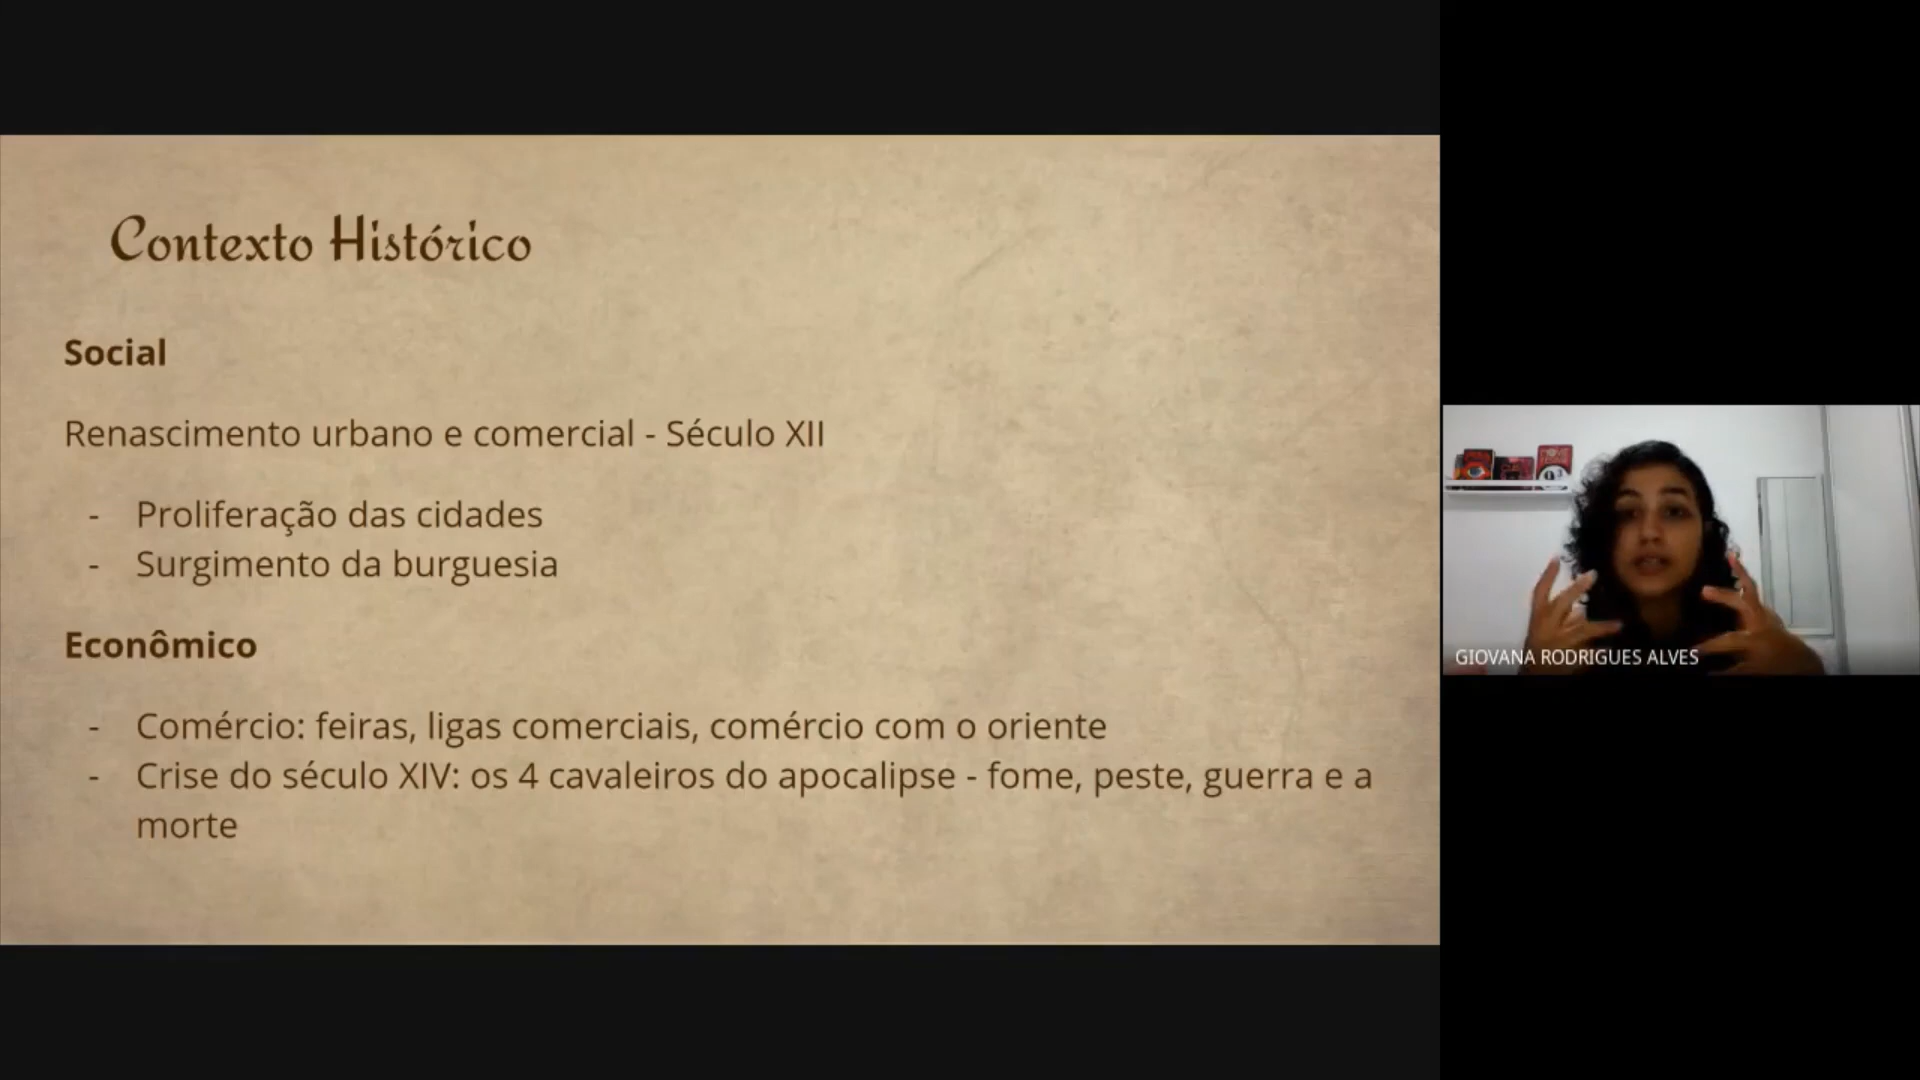 Contexto Histórico
Social
Renascimento urbano e comercial - Século XII
- Proliferação das cidades
- Surgimento da burguesia
Econômico
- Comércio: feiras, ligas comerciais, comércio com o oriente
- Crise do século XIV: os 4 cavaleiros do apocalipse - fome, peste, guerra e a
morte
GIOVANA RODRIGUES ALVES